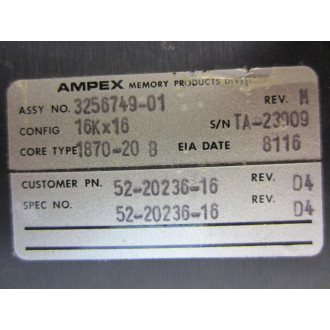 AMPEX MEMORY PRODUCTS DIVISION
ASSY NO. 3256749-01 REV. M
CONFIG 16Kx16 S/N TA-23909
CORE TYPE 1870-20 B EIA DATE 8116
CUSTOMER PN. 52-20236-16 REV. D4
SPEC NO. 52-20236-16 REV. D4